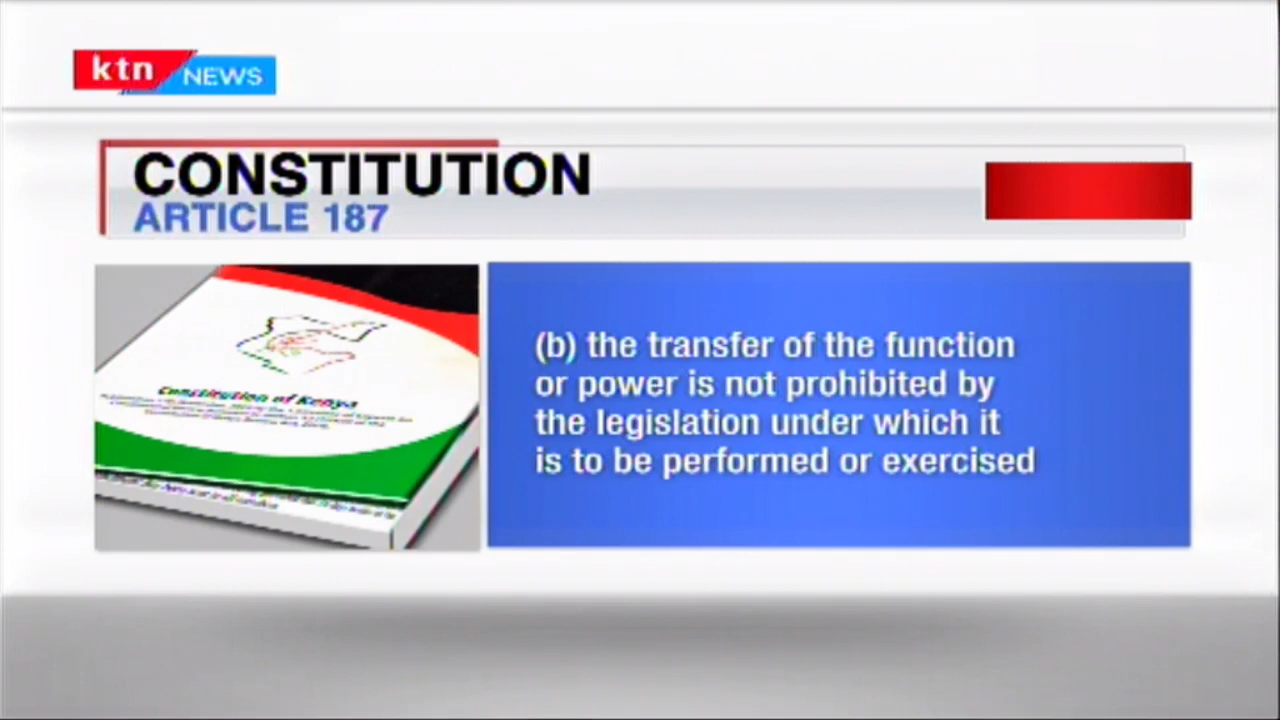 ktn NEWS
CONSTITUTION
ARTICLE 187
(b) the transfer of the function
or power is not prohibited by
the legislation under which it
is to be performed or exercised
Constitution of Kenya